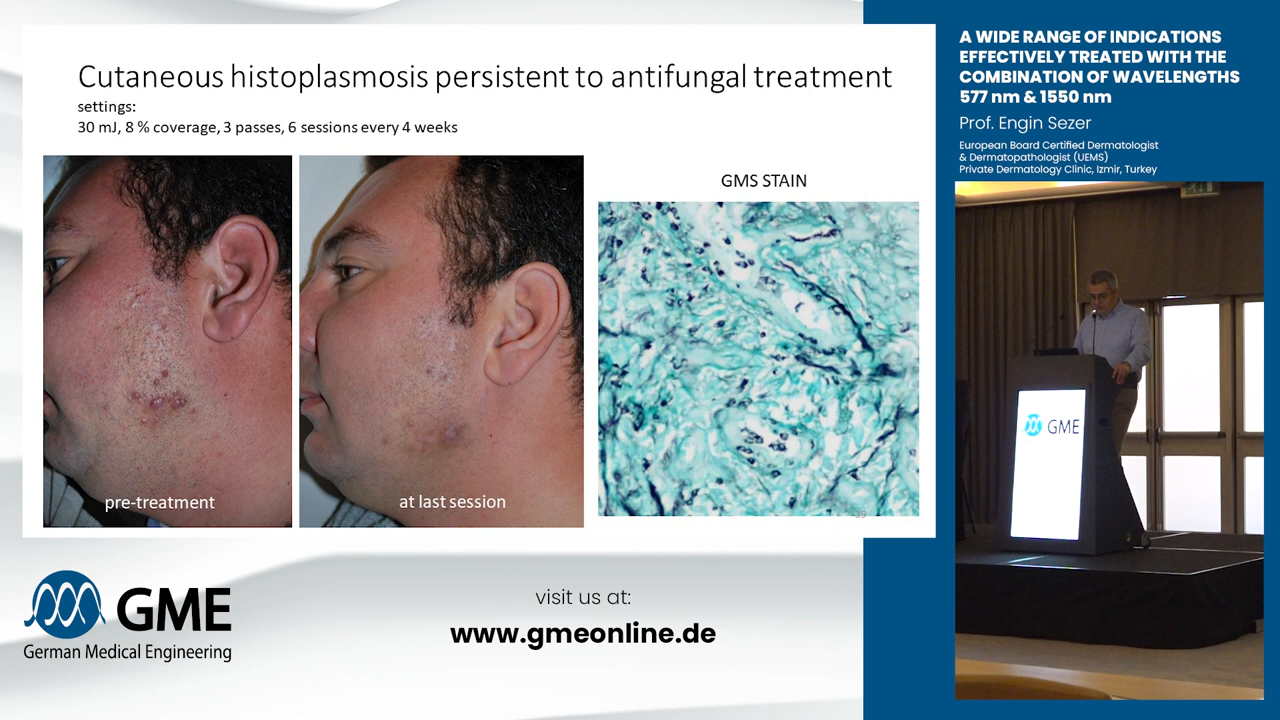 Cutaneous histoplasmosis persistent to antifungal treatment
settings:
30 mJ, 8 % coverage, 3 passes, 6 sessions every 4 weeks
pre-treatment
at last session
GMS STAIN
39
GME
German Medical Engineering
visit us at:
www.gmeonline.de
A WIDE RANGE OF INDICATIONS
EFFECTIVELY TREATED WITH THE
COMBINATION OF WAVELENGTHS
577 nm & 1550 nm
Prof. Engin Sezer
European Board Certified Dermatologist
& Dermatopathologist (UEMS)
Private Dermatology Clinic, Izmir, Turkey
GME